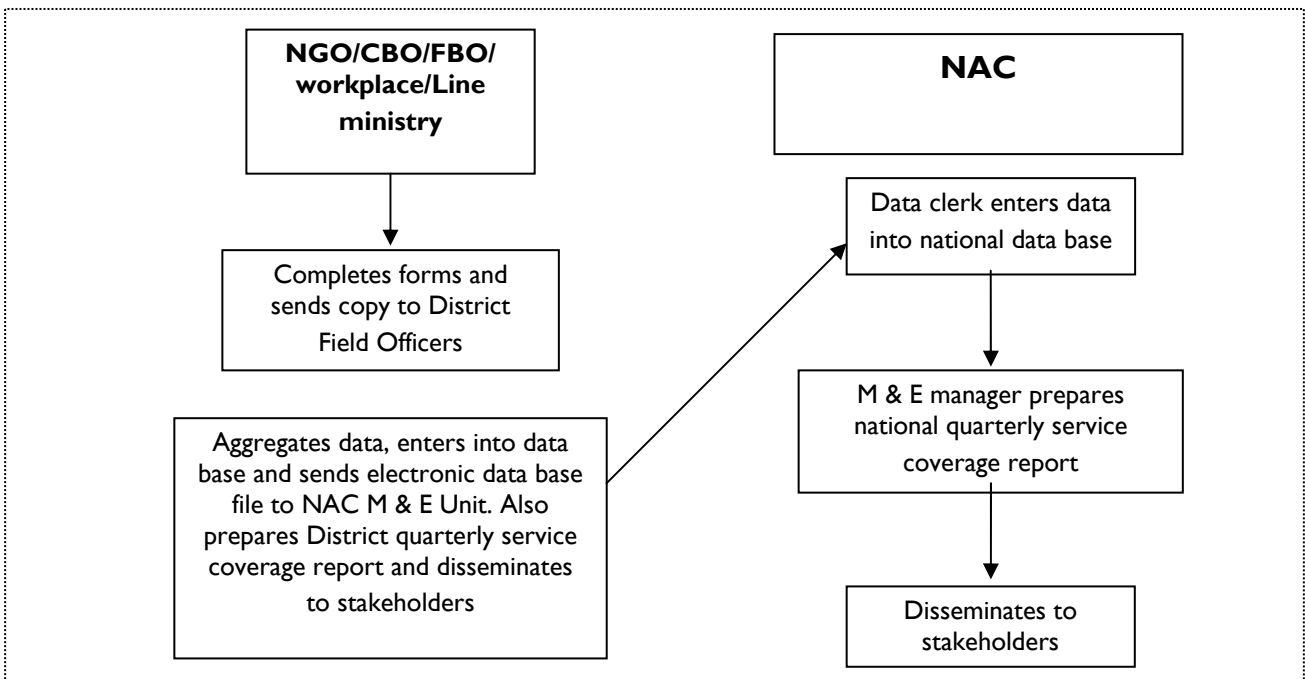 NGO/CBO/FBO/
workplace/Line
ministry
Completes forms and
sends copy to District
Field Officers
Aggregates data, enters into data
base and sends electronic data base
file to NAC M & E Unit. Also
prepares District quarterly service
coverage report and disseminates
to stakeholders
NAC
Data clerk enters data
into national data base
M & E manager prepares
national quarterly service
coverage report
Disseminates to
stakeholders